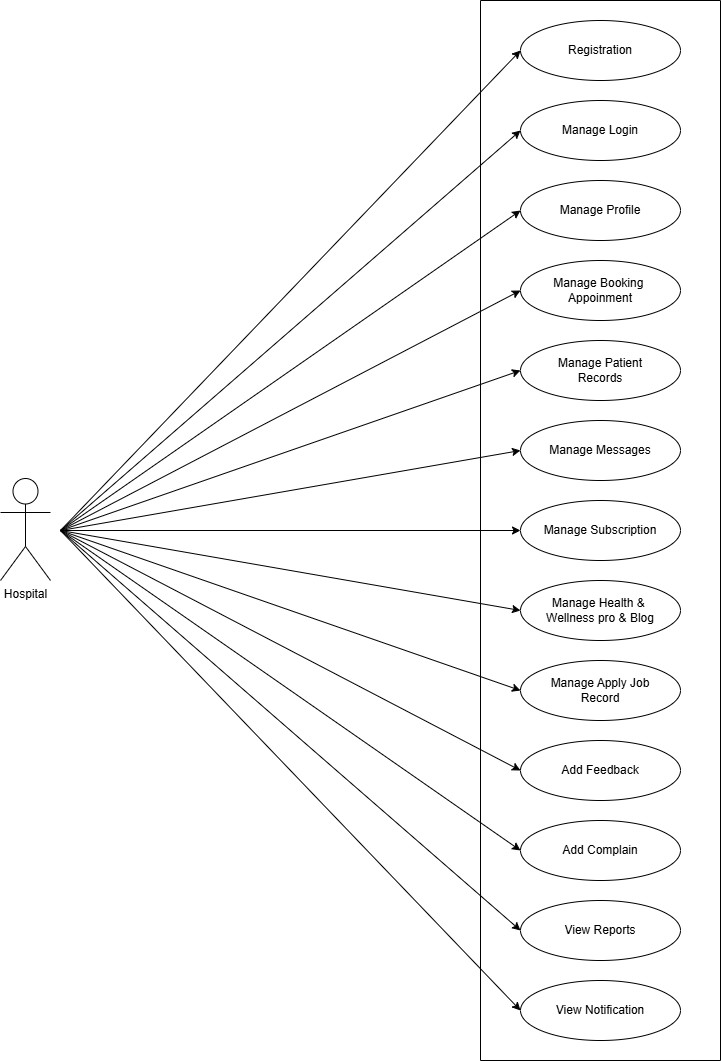 Registration
Manage Login
Manage Profile
Manage Booking
Appoinment
Manage Patient
Records
Manage Messages
Manage Subscription
Manage Health &
Wellness pro & Blog
Manage Apply Job
Record
Add Feedback
Add Complain
View Reports
View Notification
Hospital